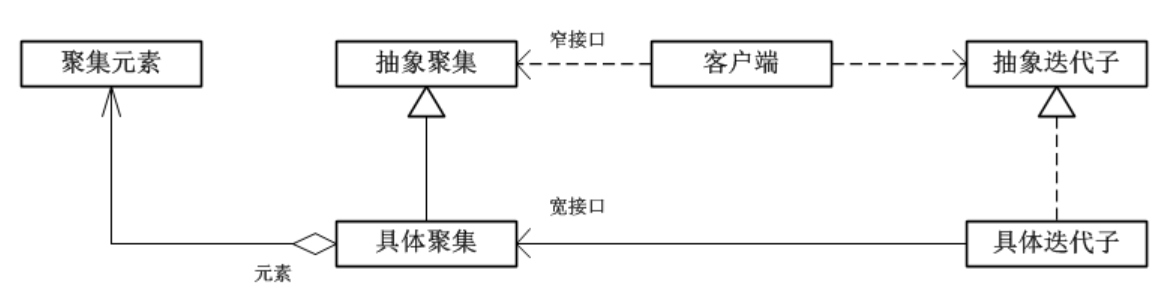 窄接口
聚集元素
抽象聚集
客户端
抽象迭代子
宽接口
具体聚集
具体迭代子
元素